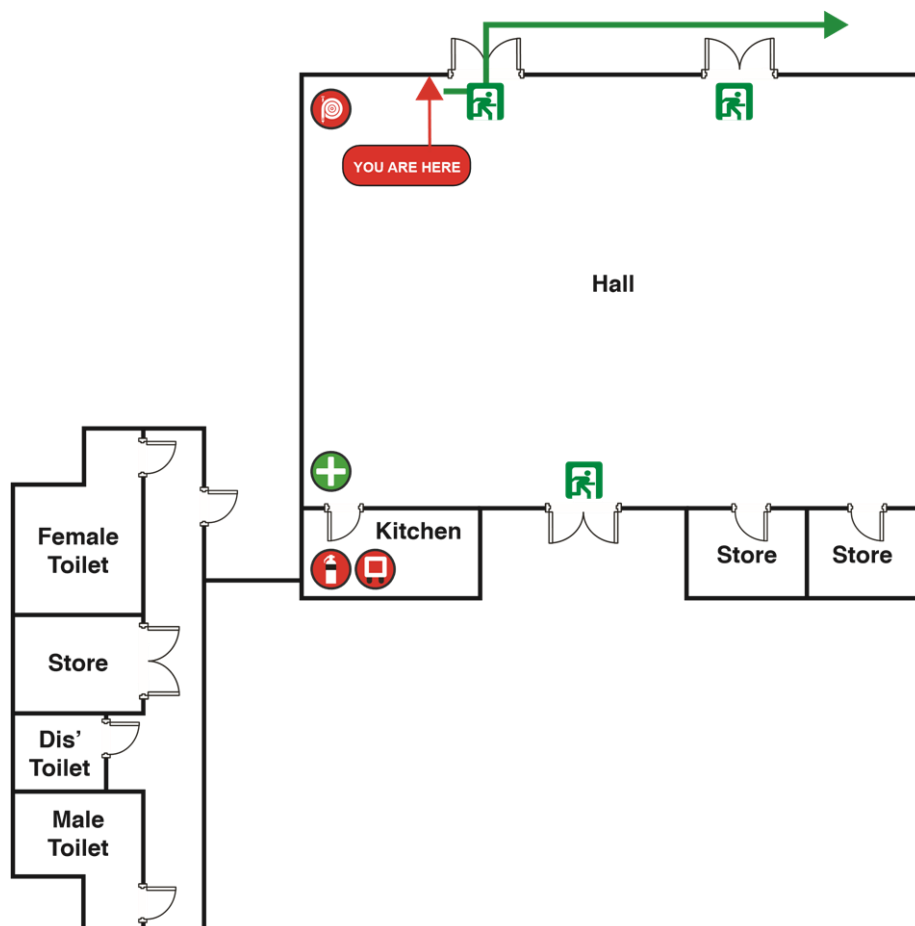 YOU ARE HERE
Hall
Kitchen
Store
Store
Female
Toilet
Store
Dis'
Toilet
Male
Toilet